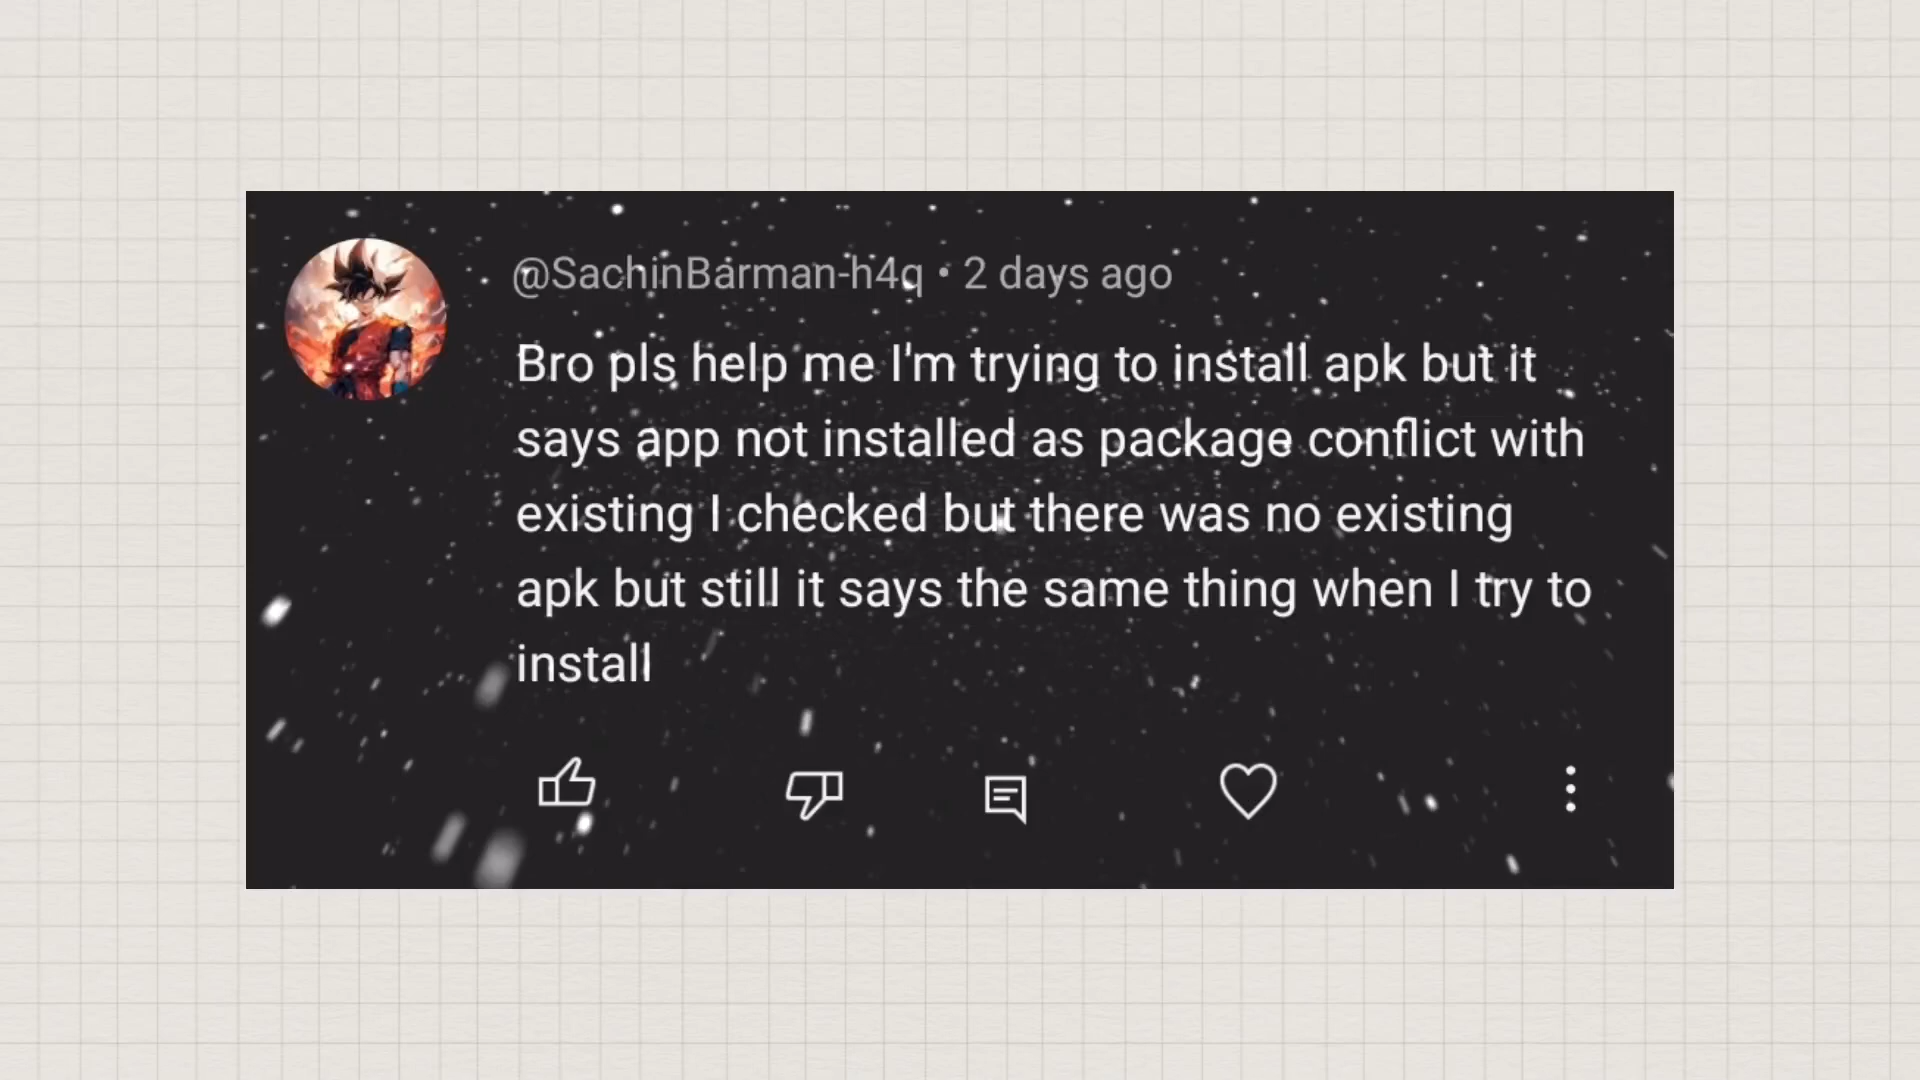 @SachinBarman-h4q • 2 days ago
Bro pls help me I'm trying to install apk but it
says app not installed as package conflict with
existing I checked but there was no existing
apk but still it says the same thing when I try to
install